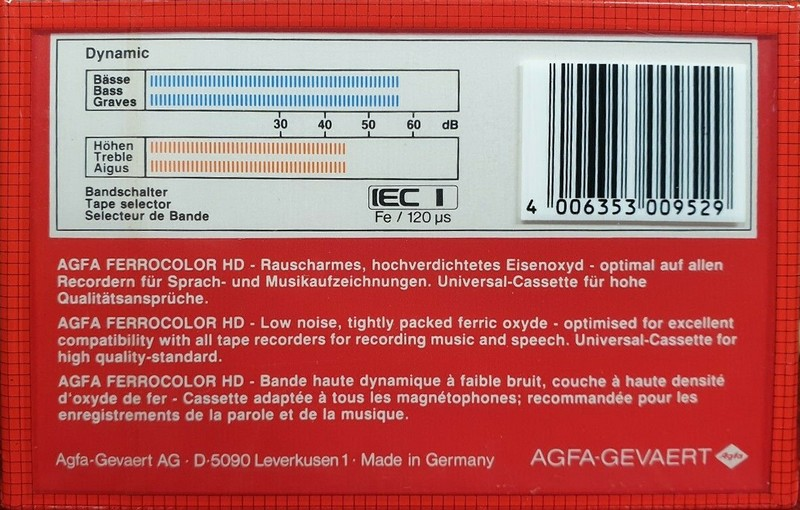 Dynamic
Bässe
Bass
Graves
30 40 50 60 dB
Höhen
Treble
Aigus
Bandschalter
Tape selector
Selecteur de Bande
IEC I
Fe / 120 µs
4 006353 009529
AGFA FERROCOLOR HD - Rauscharmes, hochverdichtetes Eisenoxyd - optimal auf allen
Recordern für Sprach- und Musikaufzeichnungen. Universal-Cassette für hohe
Qualitätsansprüche.
AGFA FERROCOLOR HD - Low noise, tightly packed ferric oxyde - optimised for excellent
compatibility with all tape recorders for recording music and speech. Universal-Cassette for
high quality-standard.
AGFA FERROCOLOR HD - Bande haute dynamique à faible bruit, couche à haute densité
d'oxyde de fer - Cassette adaptée à tous les magnétophones; recommandée pour les
enregistrements de la parole et de la musique.
Agfa-Gevaert AG · D-5090 Leverkusen 1 · Made in Germany
AGFA-GEVAERT Agfa